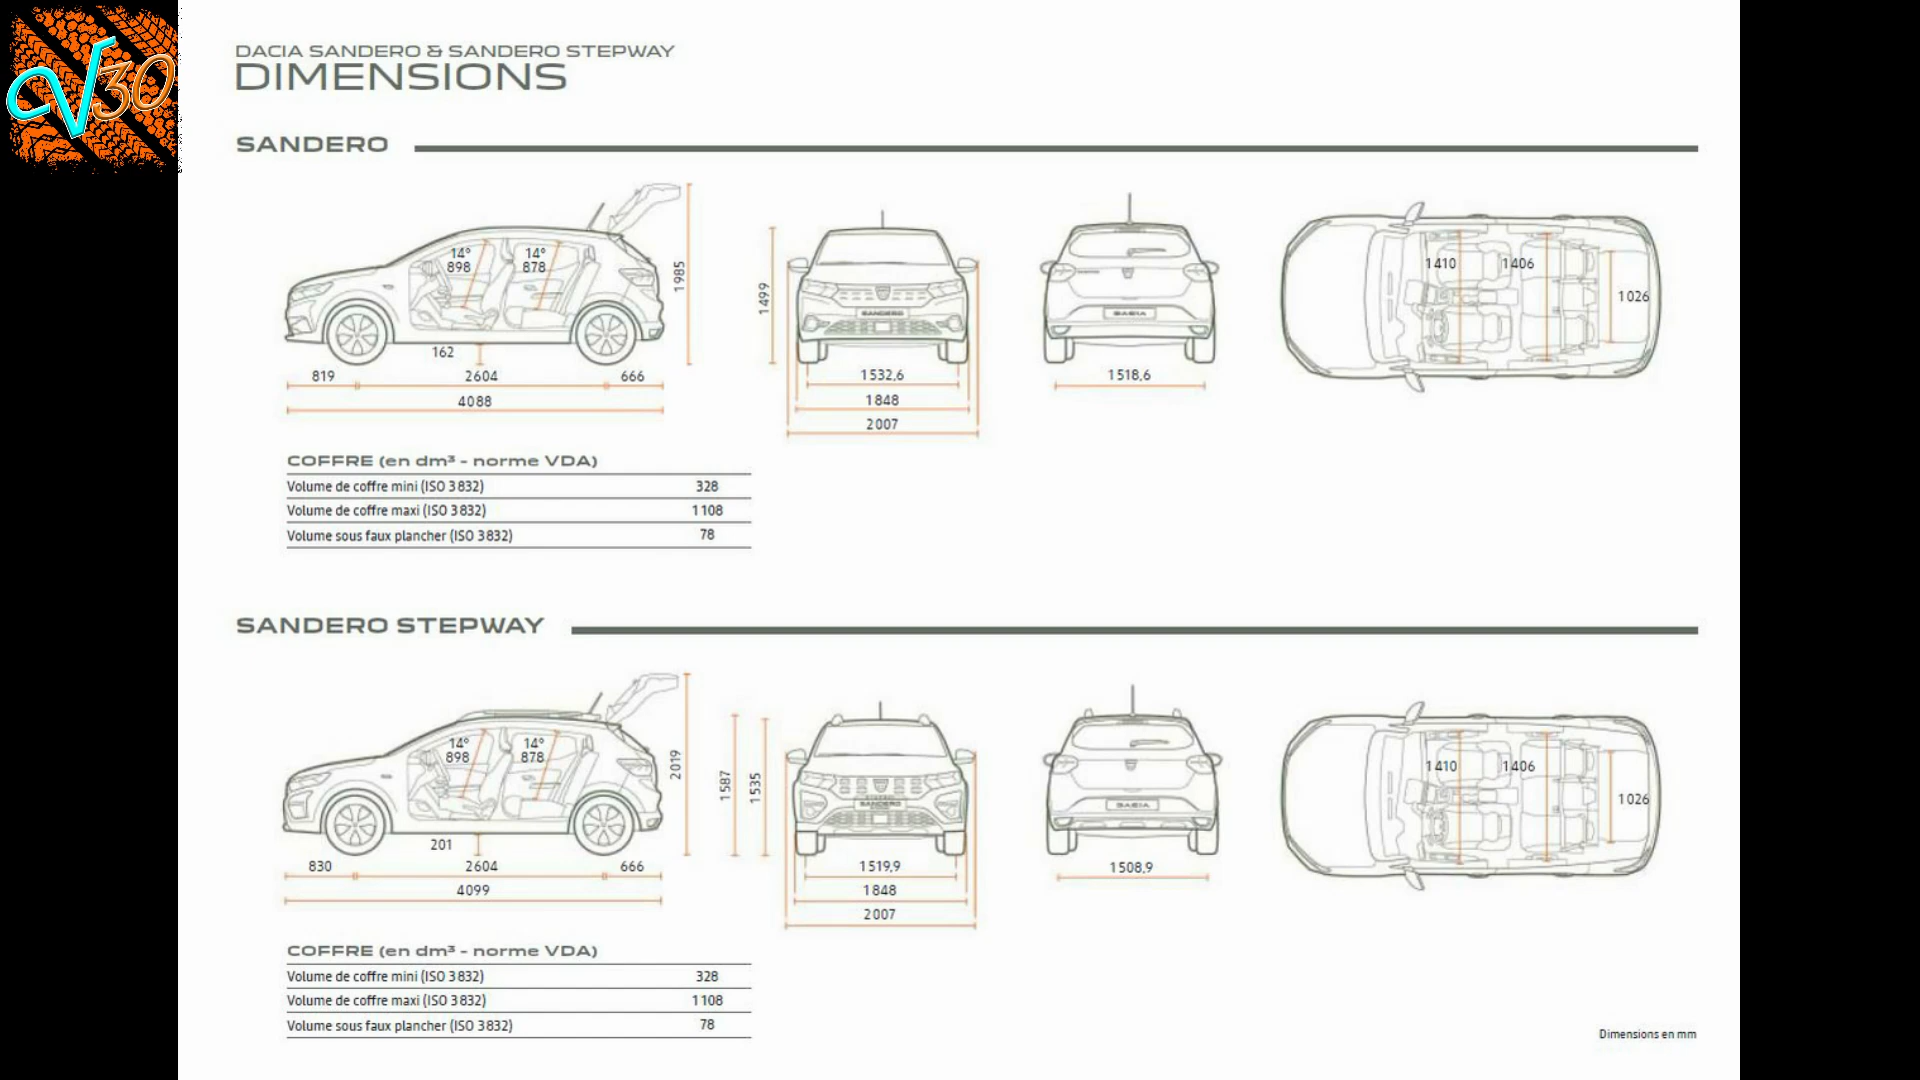 CV30
DACIA SANDERO & SANDERO STEPWAY
DIMENSIONS
SANDERO
14° 14°
898 878
1985
162
819 2604 666
4088
1499
SANDERO
1532,6
1848
2007
DACIA
1518,6
1410 1406
1026
COFFRE (en dm³ - norme VDA)
Volume de coffre mini (ISO 3832) 328
Volume de coffre maxi (ISO 3832) 1108
Volume sous faux plancher (ISO 3832) 78
SANDERO STEPWAY
14° 14°
898 878
2019
201
830 2604 666
4099
1587
1535
SANDERO
1519,9
1848
2007
DACIA
1508,9
1410 1406
1026
COFFRE (en dm³ - norme VDA)
Volume de coffre mini (ISO 3832) 328
Volume de coffre maxi (ISO 3832) 1108
Volume sous faux plancher (ISO 3832) 78
Dimensions en mm